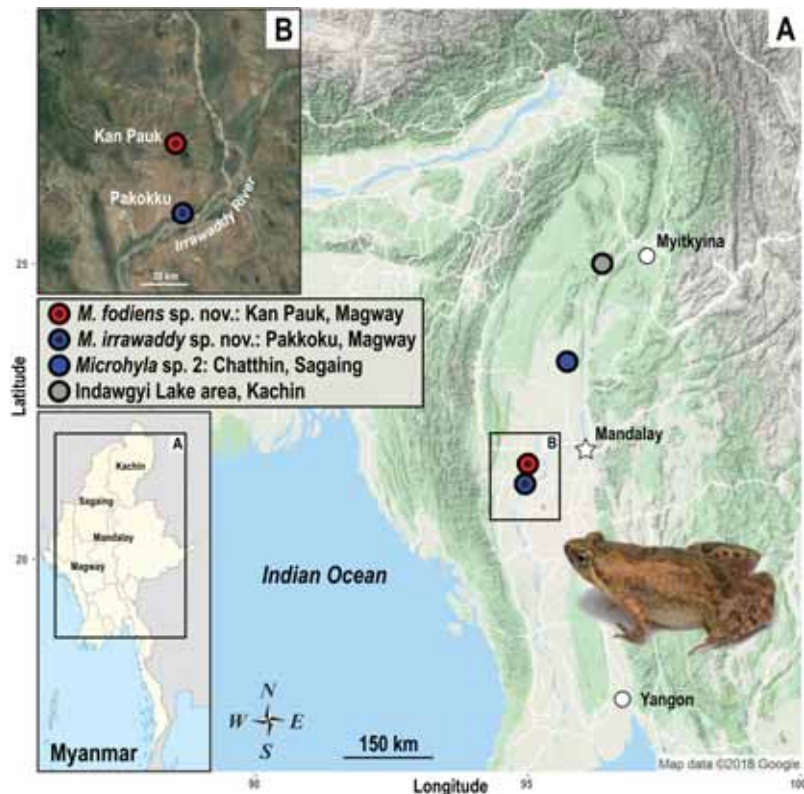 B
A
Kan Pauk
Pakokku
Irrawaddy River
Myitkyina
25
M. fodiens sp. nov.: Kan Pauk, Magway
M. irrawaddy sp. nov.: Pakkoku, Magway
Microhyla sp. 2: Chatthin, Sagaing
Indawgyi Lake area, Kachin
Latitude
Mandalay
B
A
Kachin
Sagaing
Mandalay
Magway
20
Indian Ocean
N
W E
S
Yangon
150 km
Myanmar
Map data ©2018 Google
90
Longitude
95
100